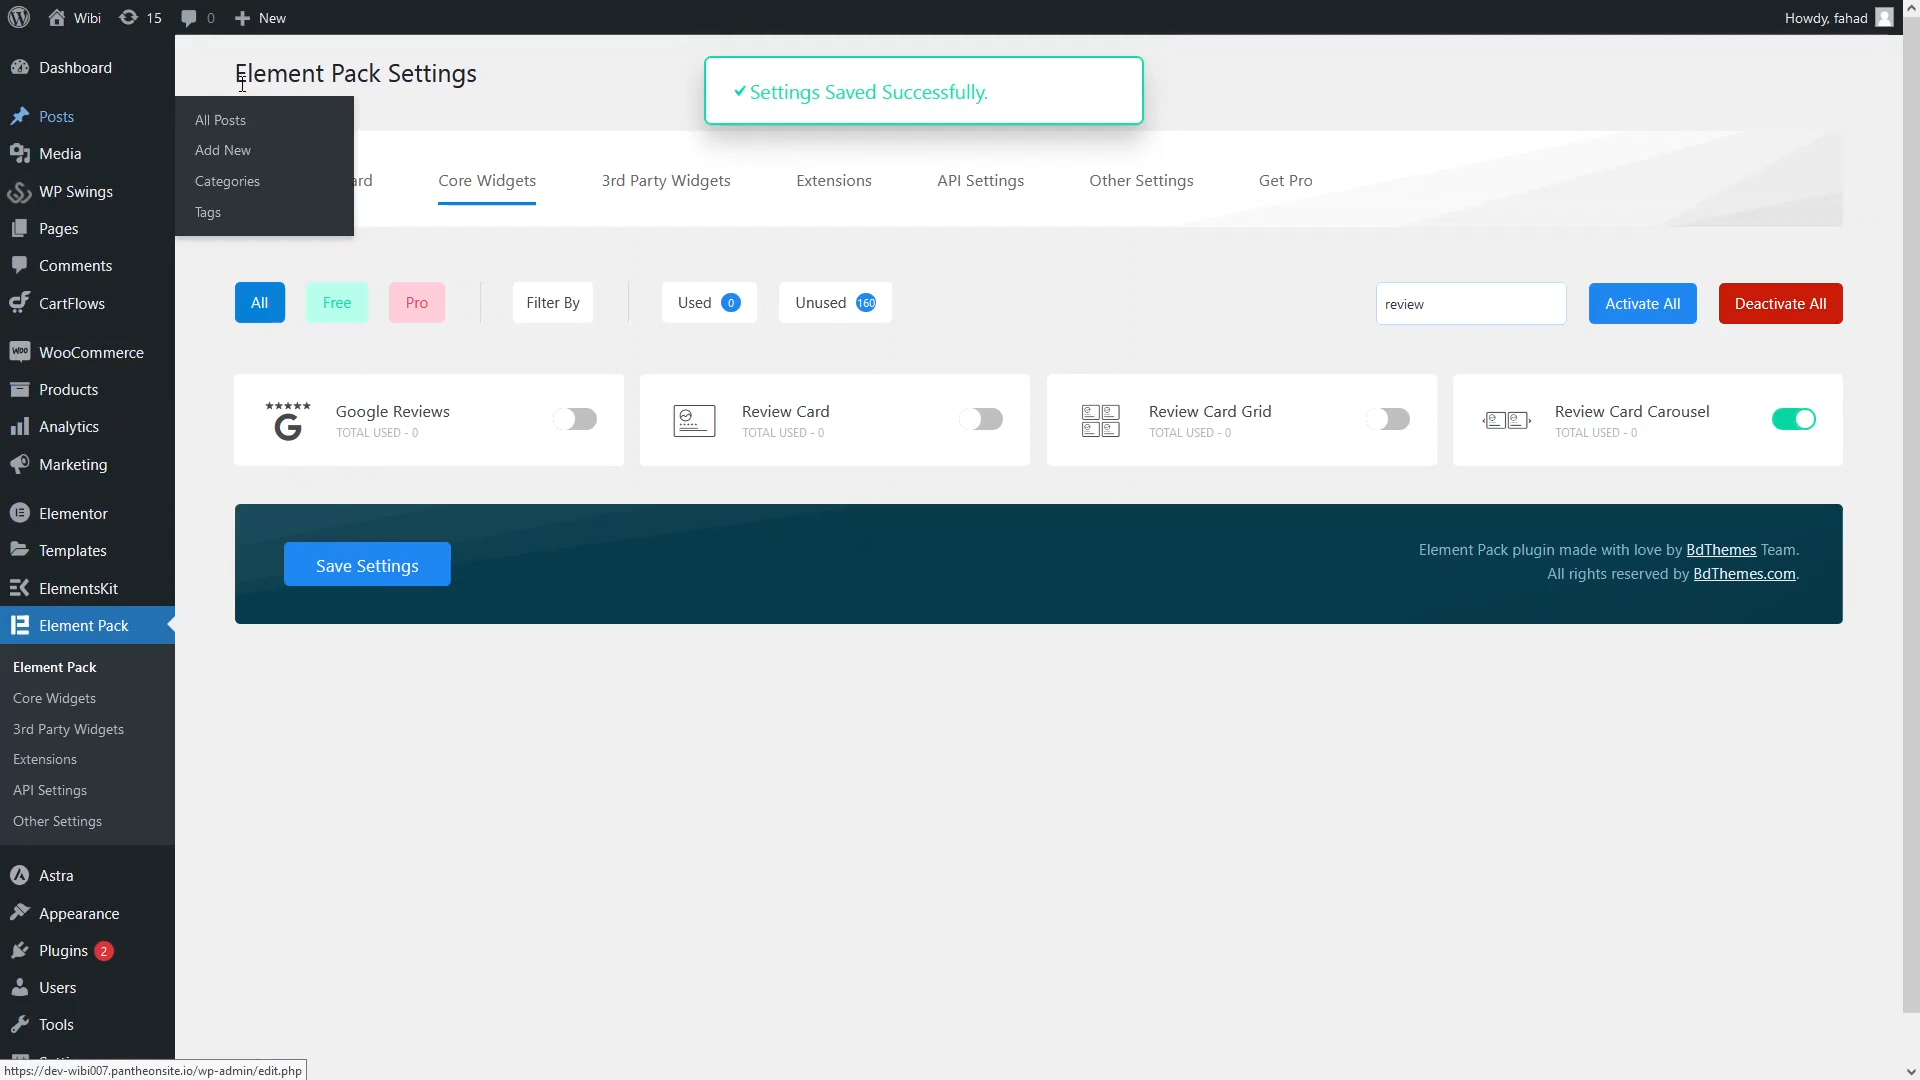 Wibi
15
0
New
Howdy, fahad
Dashboard
Posts
Media
WP Swings
Pages
Comments
CartFlows
WooCommerce
Products
Analytics
Marketing
Elementor
Templates
ElementsKit
Element Pack
Element Pack
Core Widgets
3rd Party Widgets
Extensions
API Settings
Other Settings
Astra
Appearance
Plugins 2
Users
Tools
All Posts
Add New
Categories
Tags
Element Pack Settings
Settings Saved Successfully.
Core Widgets
3rd Party Widgets
Extensions
API Settings
Other Settings
Get Pro
All
Free
Pro
Filter By
Used 0
Unused 160
review
Activate All
Deactivate All
Google Reviews
TOTAL USED - 0
Review Card
TOTAL USED - 0
Review Card Grid
TOTAL USED - 0
Review Card Carousel
TOTAL USED - 0
Save Settings
Element Pack plugin made with love by BdThemes Team.
All rights reserved by BdThemes.com.
https://dev-wibi007.pantheonsite.io/wp-admin/edit.php